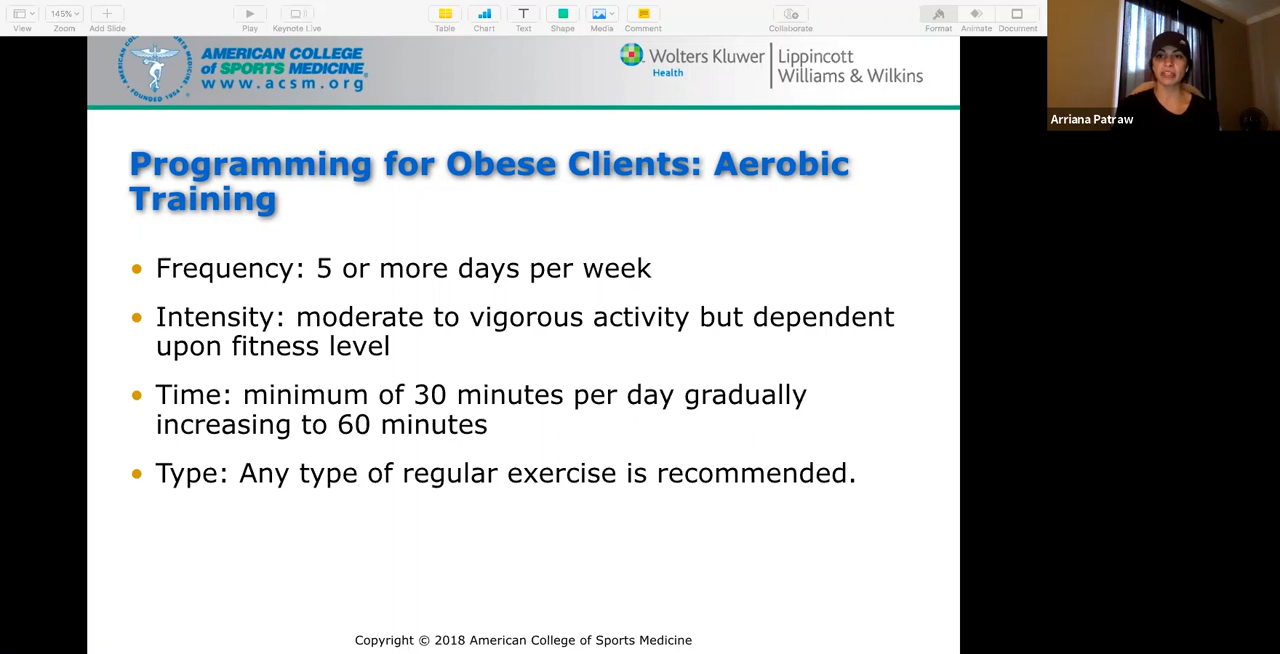 145%
View
Zoom
Add Slide
Play
Keynote Live
Table
Chart
Text
Shape
Media
Comment
Collaborate
Format
Animate
Document
AMERICAN COLLEGE
of SPORTS MEDICINE
www.acsm.org
FOUNDED 1954
Wolters Kluwer
Health
Lippincott
Williams & Wilkins
Arriana Patraw
Programming for Obese Clients: Aerobic
Training
• Frequency: 5 or more days per week
• Intensity: moderate to vigorous activity but dependent
upon fitness level
• Time: minimum of 30 minutes per day gradually
increasing to 60 minutes
• Type: Any type of regular exercise is recommended.
Copyright © 2018 American College of Sports Medicine